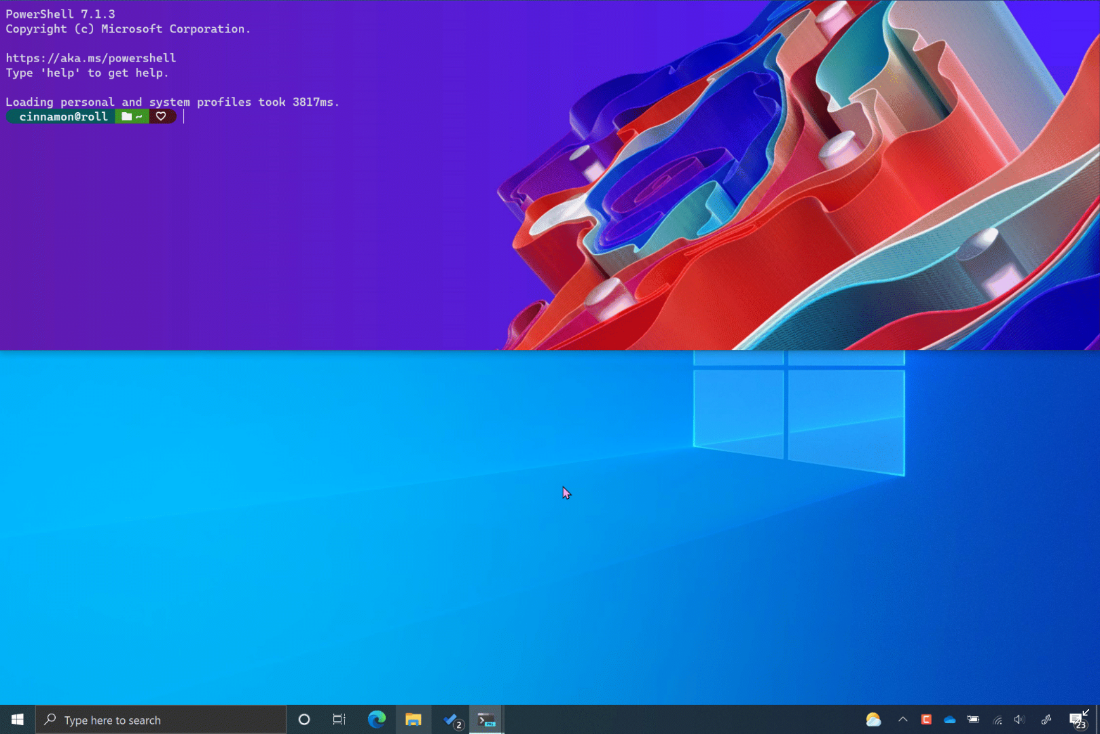 PowerShell 7.1.3
Copyright (c) Microsoft Corporation.
https://aka.ms/powershell
Type 'help' to get help.
Loading personal and system profiles took 3817ms.
cinnamon@roll ~
Type here to search
2
23